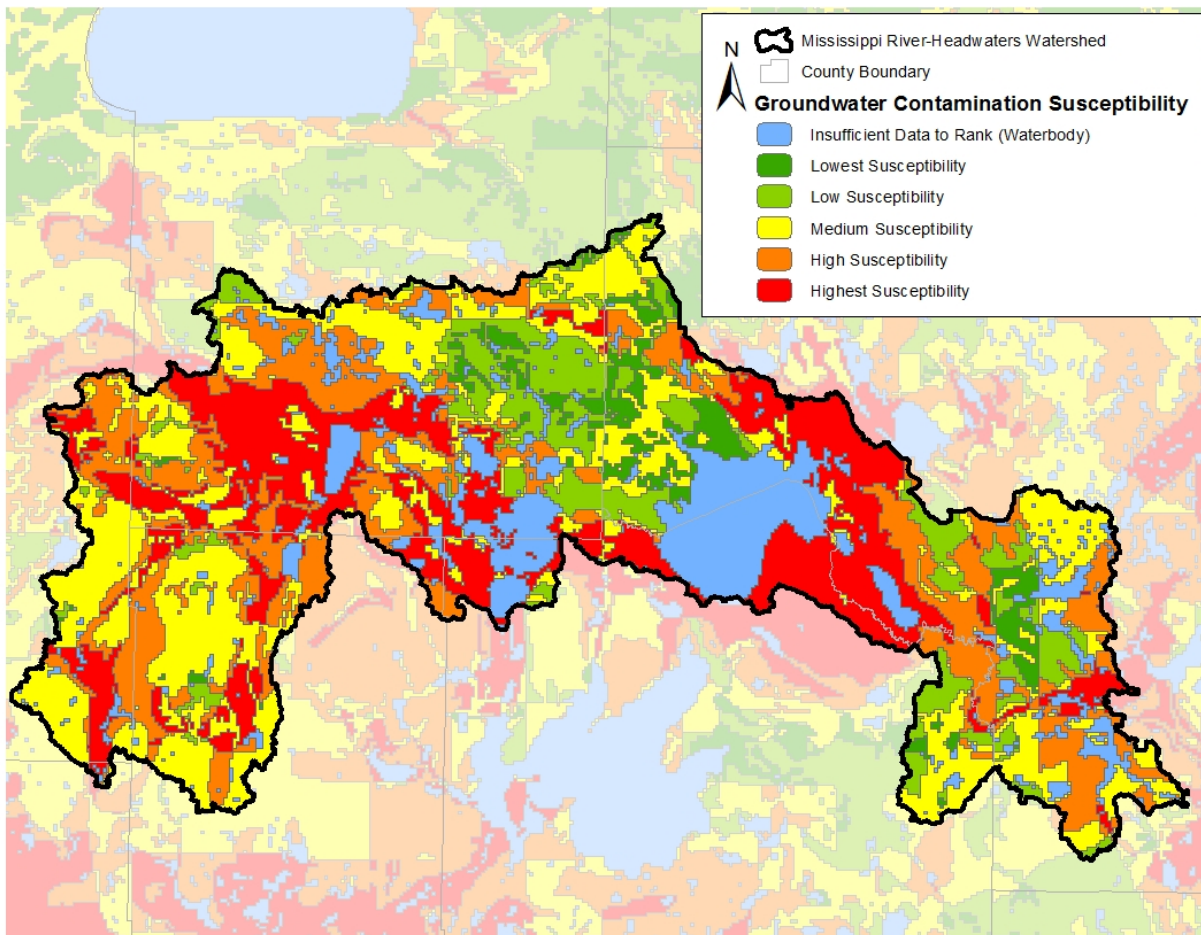 Mississippi River-Headwaters Watershed
N
County Boundary
Groundwater Contamination Susceptibility
Insufficient Data to Rank (Waterbody)
Lowest Susceptibility
Low Susceptibility
Medium Susceptibility
High Susceptibility
Highest Susceptibility